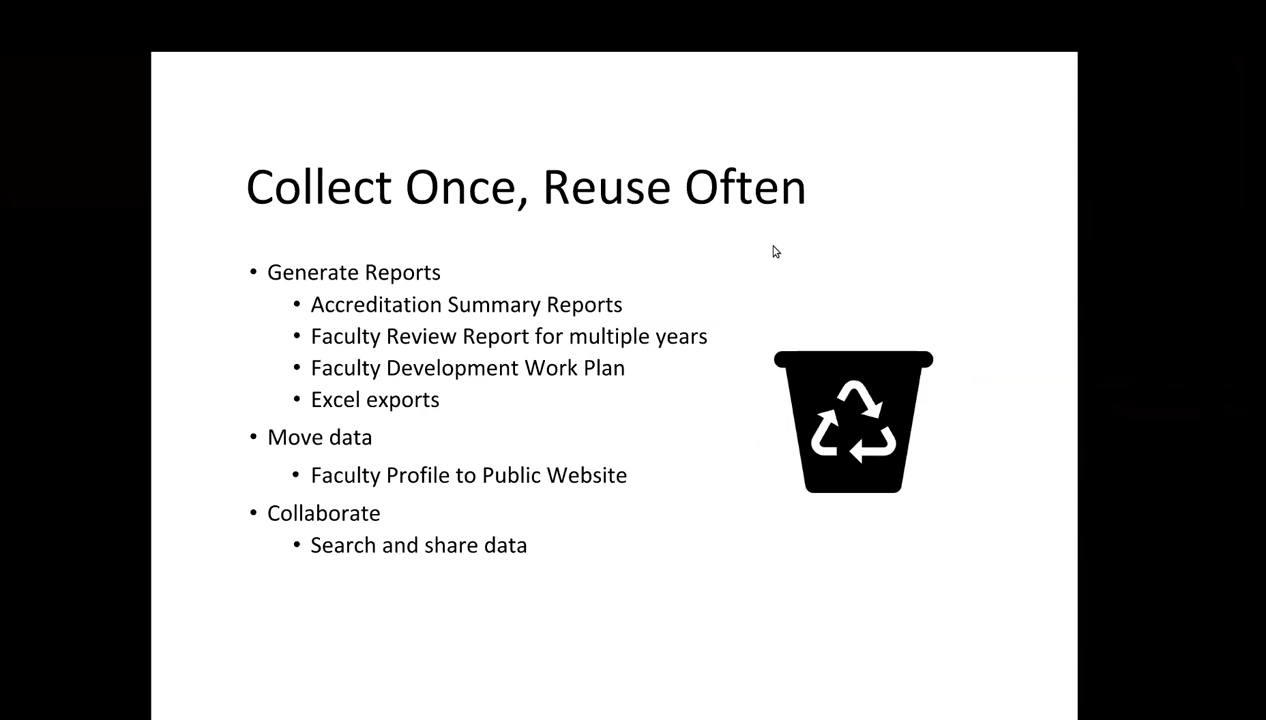 Collect Once, Reuse Often
• Generate Reports
• Accreditation Summary Reports
• Faculty Review Report for multiple years
• Faculty Development Work Plan
• Excel exports
• Move data
• Faculty Profile to Public Website
• Collaborate
• Search and share data